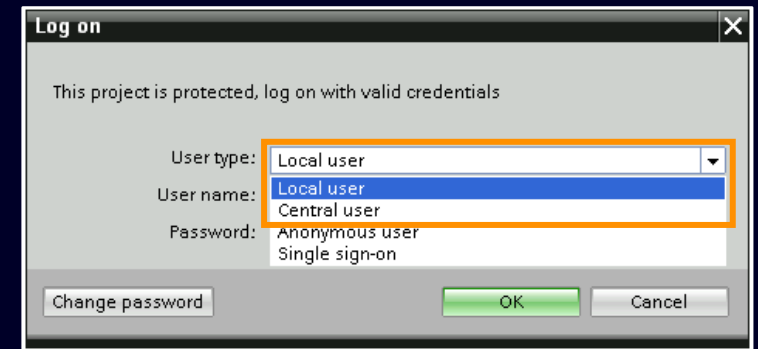 Log on
This project is protected, log on with valid credentials
User type: Local user
User name: Local user
Central user
Password: Anonymous user
Single sign-on
Change password OK Cancel